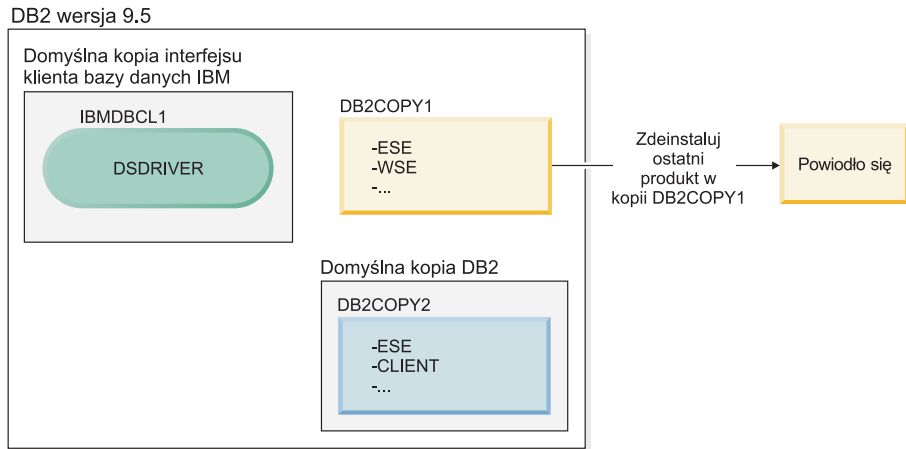 DB2 wersja 9.5
Domyślna kopia interfejsu
klienta bazy danych IBM
IBMDBCL1
DSDRIVER
DB2COPY1
-ESE
-WSE
-...
Zdeinstaluj
ostatni
produkt w
kopii DB2COPY1
Powiodło się
Domyślna kopia DB2
DB2COPY2
-ESE
-CLIENT
-...